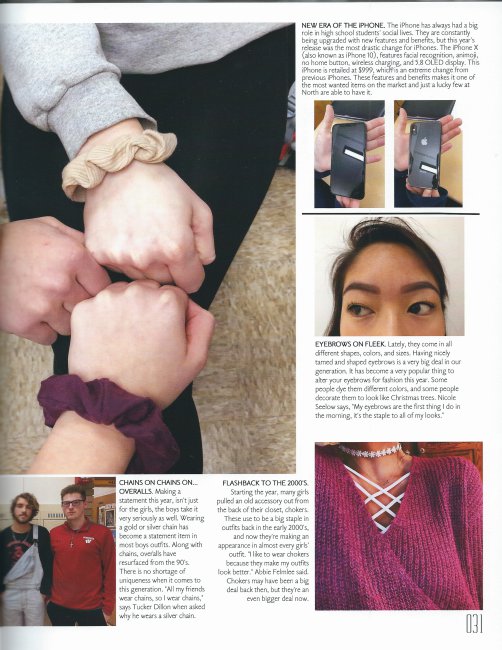 NEW ERA OF THE iPHONE. The iPhone has always had a big
role in high school students' social lives. They are constantly
being upgraded with new features and benefits, but this year's
release was the most drastic change for iPhones. The iPhone X
(also known as iPhone 10), features facial recognition, animoji,
no home button, wireless charging, and 5.8 OLED display. This
iPhone is retailed at $999, which is an extreme change from
previous iPhones. These features and benefits make it one of
the most wanted items on the market and just a lucky few at
North are able to have it.
EYEBROWS ON FLEEK. Lately, they come in all
different shapes, colors, and sizes. Having nicely
tamed and shaped eyebrows is a very big deal in our
generation. It has become a very popular thing to
alter your eyebrows for fashion this year. Some
people dye them different colors, and some people
decorate them to look like Christmas trees. Nicole
Seelow says, "My eyebrows are the first thing I do in
the morning, it's the staple to all of my looks."
CHAINS ON CHAINS ON...
OVERALLS. Making a
statement this year, isn't just
for the girls, the boys take it
very seriously as well. Wearing
a gold or silver chain has
become a statement item in
most boys outfits. Along with
chains, overalls have
resurfaced from the 90's.
There is no shortage of
uniqueness when it comes to
this generation. "All my friends
wear chains, so I wear chains,"
says Tucker Dillon when asked
why he wears a silver chain.
FLASHBACK TO THE 2000'S.
Starting the year, many girls
pulled an old accessory out from
the back of their closet, chokers.
These use to be a big staple in
outfits back in the early 2000's,
and now they're making an
appearance in almost every girls'
outfit. "I like to wear chokers
because they make my outfits
look better." Abbie Felmlee said.
Chokers may have been a big
deal back then, but they're an
even bigger deal now.
W
031